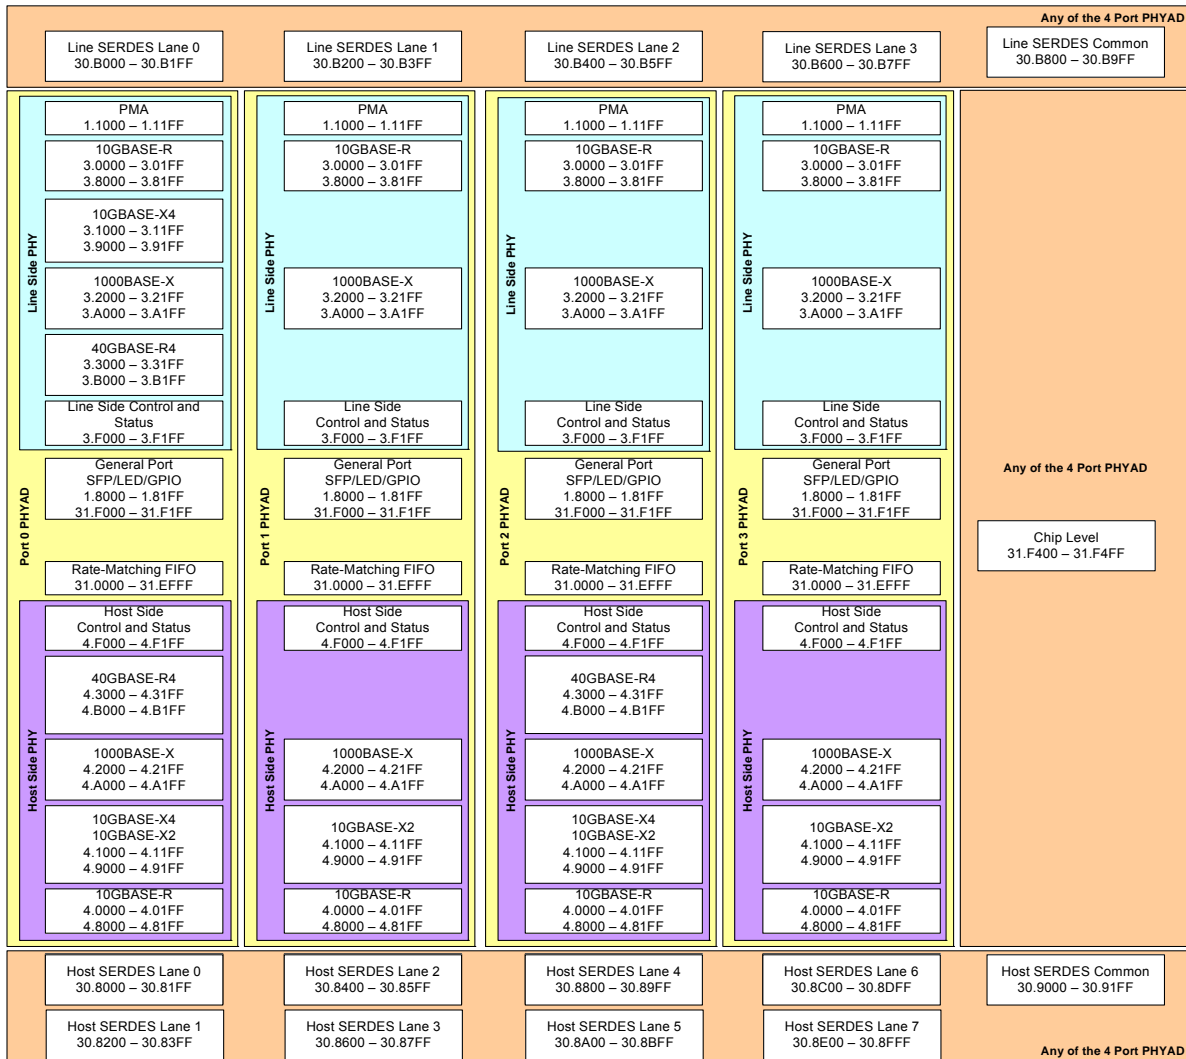 Any of the 4 Port PHYAD
Line SERDES Lane 0
30.B000 – 30.B1FF
Line SERDES Lane 1
30.B200 – 30.B3FF
Line SERDES Lane 2
30.B400 – 30.B5FF
Line SERDES Lane 3
30.B600 – 30.B7FF
Line SERDES Common
30.B800 – 30.B9FF
Port 0 PHYAD
Line Side PHY
PMA
1.1000 – 1.11FF
10GBASE-R
3.0000 – 3.01FF
3.8000 – 3.81FF
10GBASE-X4
3.1000 – 3.11FF
3.9000 – 3.91FF
1000BASE-X
3.2000 – 3.21FF
3.A000 – 3.A1FF
40GBASE-R4
3.3000 – 3.31FF
3.B000 – 3.B1FF
Line Side Control and
Status
3.F000 – 3.F1FF
General Port
SFP/LED/GPIO
1.8000 – 1.81FF
31.F000 – 31.F1FF
Rate-Matching FIFO
31.0000 – 31.EFFF
Host Side PHY
Host Side
Control and Status
4.F000 – 4.F1FF
40GBASE-R4
4.3000 – 4.31FF
4.B000 – 4.B1FF
1000BASE-X
4.2000 – 4.21FF
4.A000 – 4.A1FF
10GBASE-X4
10GBASE-X2
4.1000 – 4.11FF
4.9000 – 4.91FF
10GBASE-R
4.0000 – 4.01FF
4.8000 – 4.81FF
Port 1 PHYAD
Line Side PHY
PMA
1.1000 – 1.11FF
10GBASE-R
3.0000 – 3.01FF
3.8000 – 3.81FF
1000BASE-X
3.2000 – 3.21FF
3.A000 – 3.A1FF
Line Side
Control and Status
3.F000 – 3.F1FF
General Port
SFP/LED/GPIO
1.8000 – 1.81FF
31.F000 – 31.F1FF
Rate-Matching FIFO
31.0000 – 31.EFFF
Host Side PHY
Host Side
Control and Status
4.F000 – 4.F1FF
1000BASE-X
4.2000 – 4.21FF
4.A000 – 4.A1FF
10GBASE-X2
4.1000 – 4.11FF
4.9000 – 4.91FF
10GBASE-R
4.0000 – 4.01FF
4.8000 – 4.81FF
Port 2 PHYAD
Line Side PHY
PMA
1.1000 – 1.11FF
10GBASE-R
3.0000 – 3.01FF
3.8000 – 3.81FF
1000BASE-X
3.2000 – 3.21FF
3.A000 – 3.A1FF
Line Side
Control and Status
3.F000 – 3.F1FF
General Port
SFP/LED/GPIO
1.8000 – 1.81FF
31.F000 – 31.F1FF
Rate-Matching FIFO
31.0000 – 31.EFFF
Host Side PHY
Host Side
Control and Status
4.F000 – 4.F1FF
40GBASE-R4
4.3000 – 4.31FF
4.B000 – 4.B1FF
1000BASE-X
4.2000 – 4.21FF
4.A000 – 4.A1FF
10GBASE-X4
10GBASE-X2
4.1000 – 4.11FF
4.9000 – 4.91FF
10GBASE-R
4.0000 – 4.01FF
4.8000 – 4.81FF
Port 3 PHYAD
Line Side PHY
PMA
1.1000 – 1.11FF
10GBASE-R
3.0000 – 3.01FF
3.8000 – 3.81FF
1000BASE-X
3.2000 – 3.21FF
3.A000 – 3.A1FF
Line Side
Control and Status
3.F000 – 3.F1FF
General Port
SFP/LED/GPIO
1.8000 – 1.81FF
31.F000 – 31.F1FF
Rate-Matching FIFO
31.0000 – 31.EFFF
Host Side PHY
Host Side
Control and Status
4.F000 – 4.F1FF
1000BASE-X
4.2000 – 4.21FF
4.A000 – 4.A1FF
10GBASE-X2
4.1000 – 4.11FF
4.9000 – 4.91FF
10GBASE-R
4.0000 – 4.01FF
4.8000 – 4.81FF
Any of the 4 Port PHYAD
Chip Level
31.F400 – 31.F4FF
Host SERDES Lane 0
30.8000 – 30.81FF
Host SERDES Lane 2
30.8400 – 30.85FF
Host SERDES Lane 4
30.8800 – 30.89FF
Host SERDES Lane 6
30.8C00 – 30.8DFF
Host SERDES Common
30.9000 – 30.91FF
Host SERDES Lane 1
30.8200 – 30.83FF
Host SERDES Lane 3
30.8600 – 30.87FF
Host SERDES Lane 5
30.8A00 – 30.8BFF
Host SERDES Lane 7
30.8E00 – 30.8FFF
Any of the 4 Port PHYAD